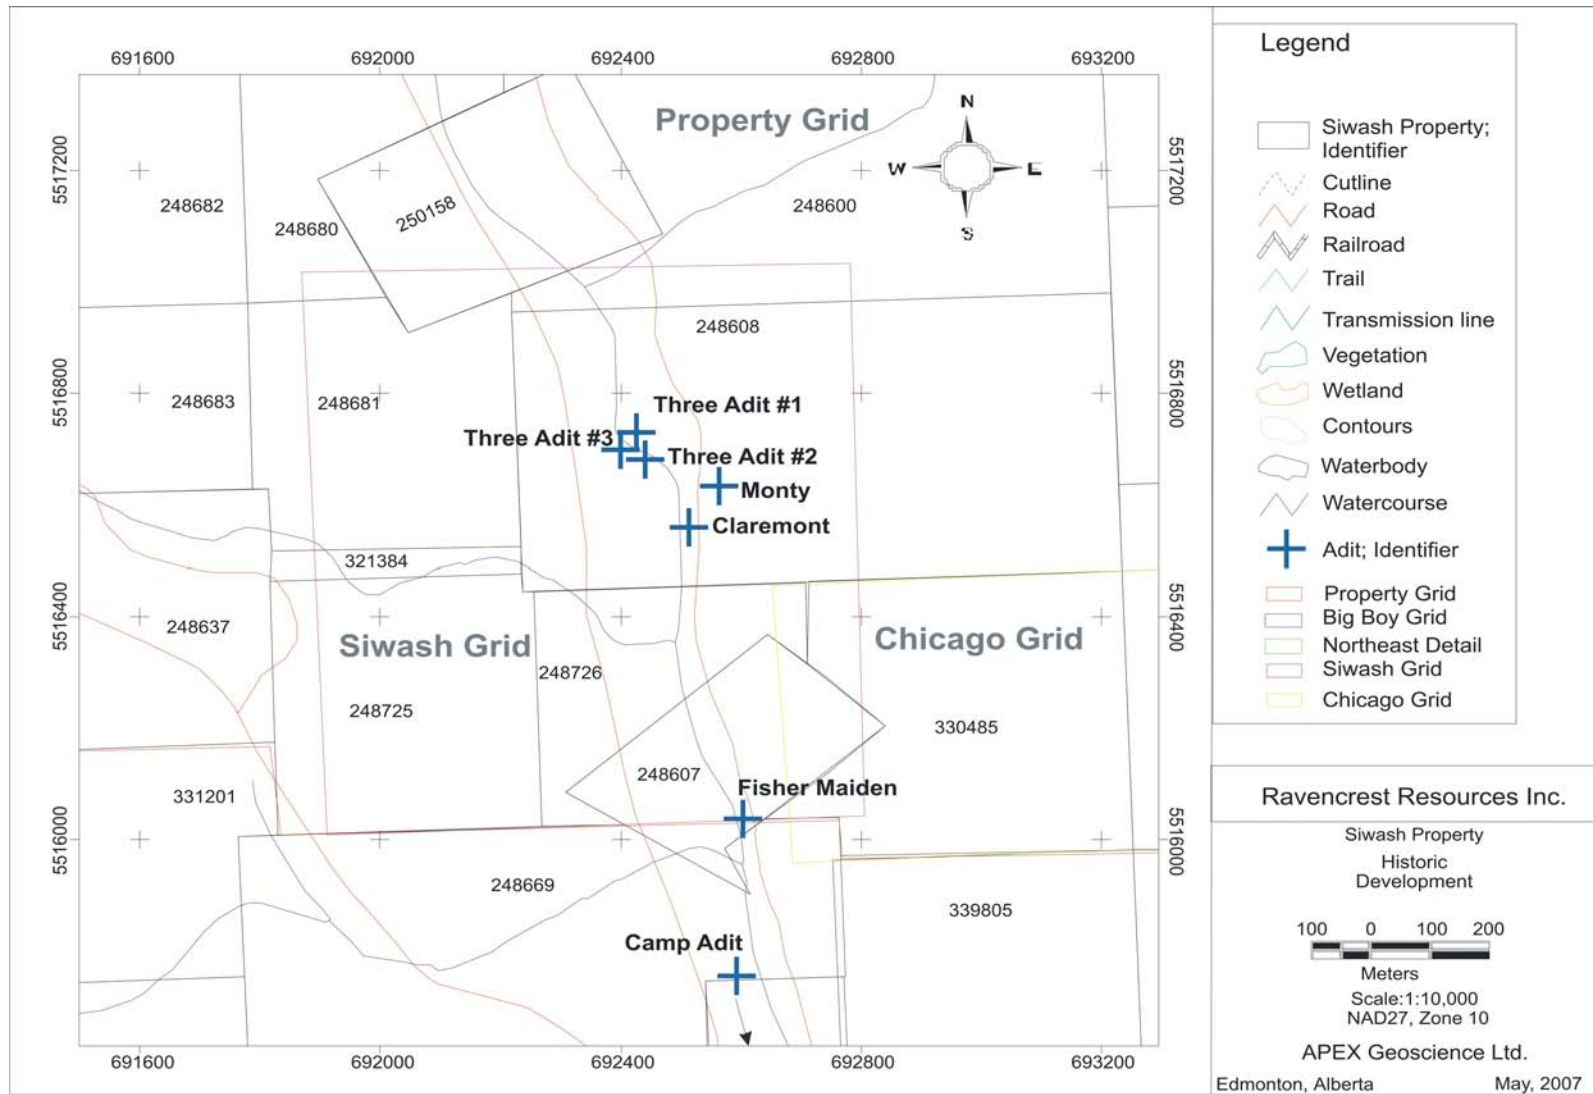 691600 692000 692400 692800 693200
Property Grid
N
W E
S
5517200
5517200
248682
248680
250158
248600
248608
5516800
5516800
248683
248681
Three Adit #1
Three Adit #3
Three Adit #2
Monty
Claremont
321384
5516400
5516400
248637
Siwash Grid
Chicago Grid
248726
248725
330485
248607
Fisher Maiden
331201
5516000
5516000
248669
339805
Camp Adit
691600 692000 692400 692800 693200
Legend
Siwash Property;
Identifier
Cutline
Road
Railroad
Trail
Transmission line
Vegetation
Wetland
Contours
Waterbody
Watercourse
Adit; Identifier
Property Grid
Big Boy Grid
Northeast Detail
Siwash Grid
Chicago Grid
Ravencrest Resources Inc.
Siwash Property
Historic
Development
100 0 100 200
Meters
Scale:1:10,000
NAD27, Zone 10
APEX Geoscience Ltd.
Edmonton, Alberta May, 2007